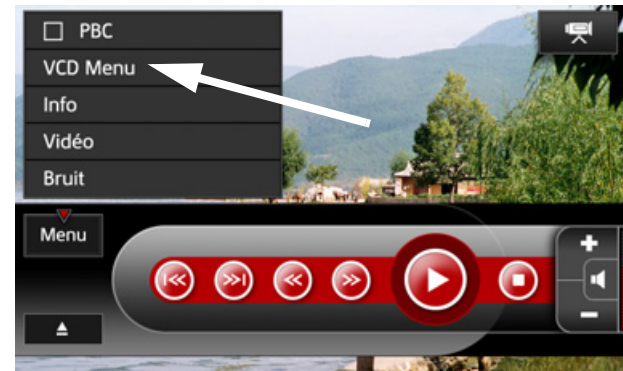 PBC
VCD Menu
Info
Vidéo
Bruit
Menu